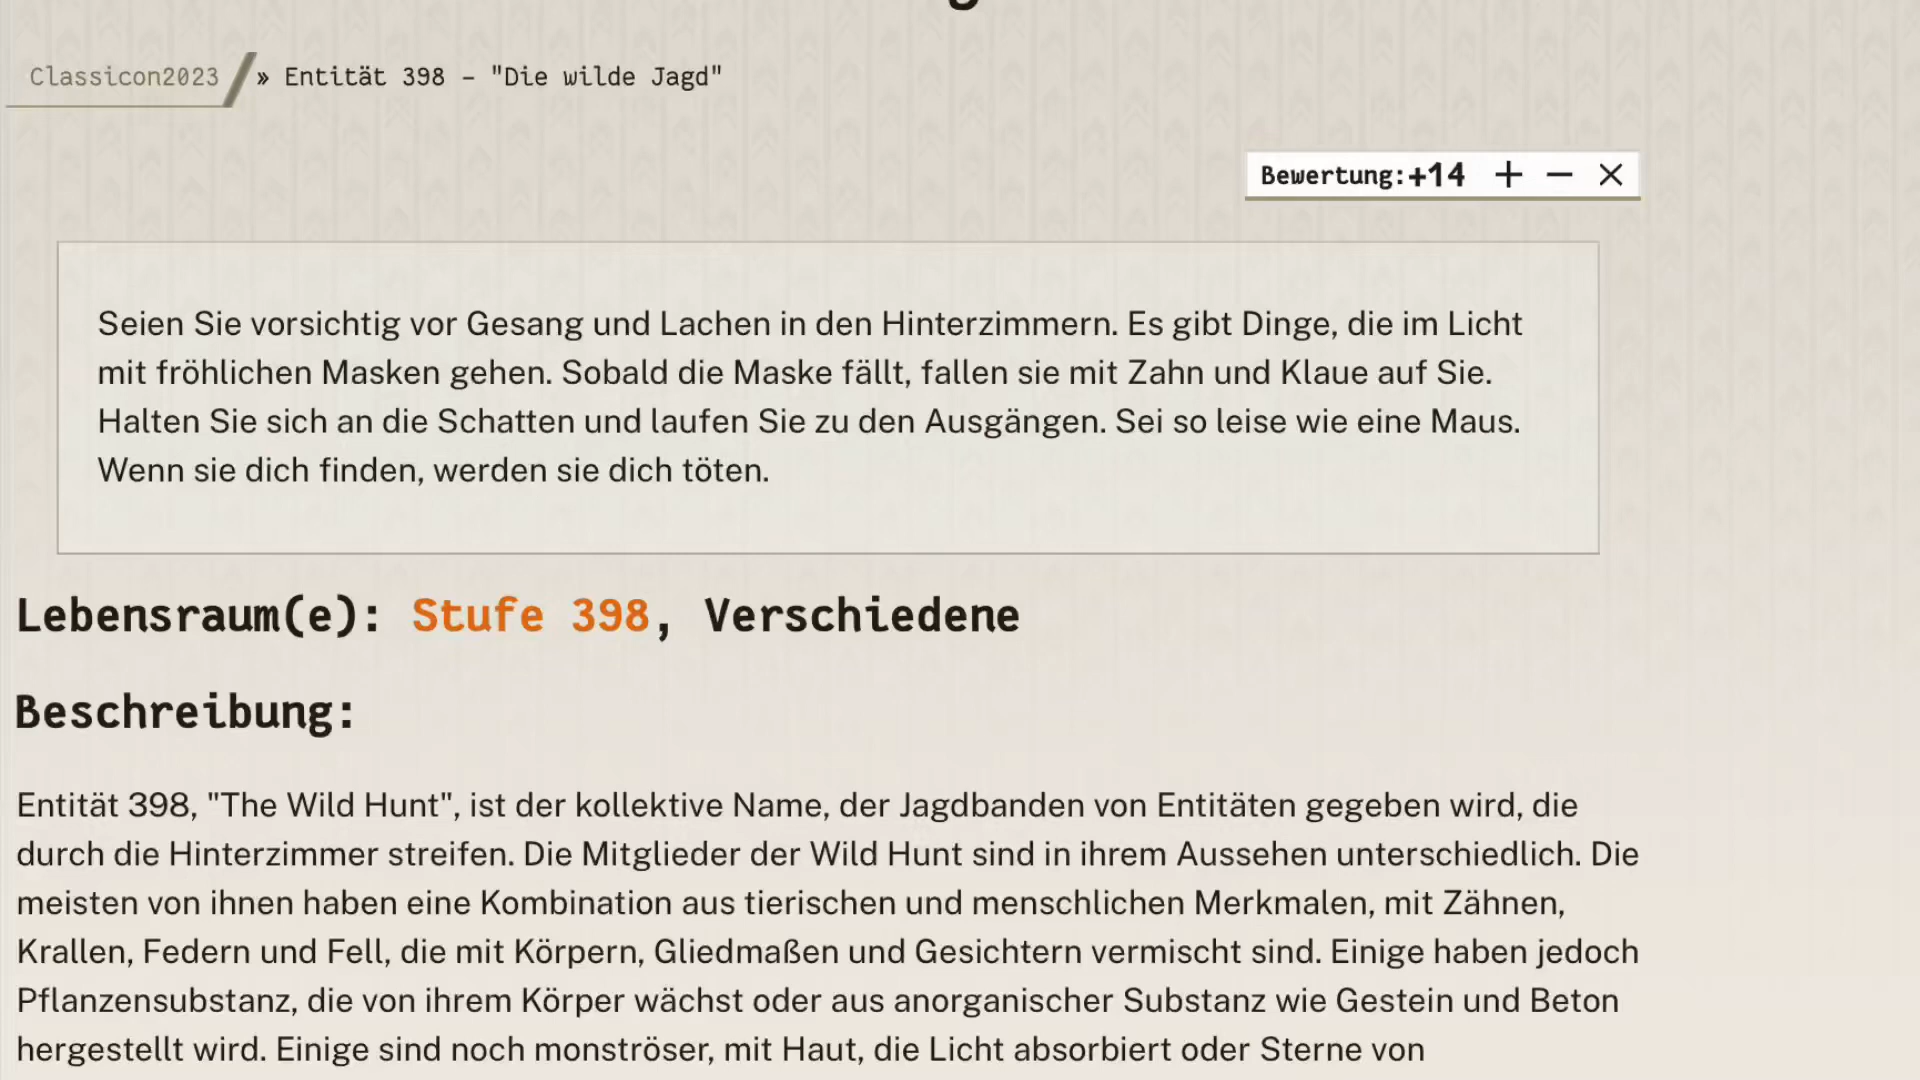 Classicon2023 » Entität 398 – "Die wilde Jagd"
Bewertung:+14 + − ×
Seien Sie vorsichtig vor Gesang und Lachen in den Hinterzimmern. Es gibt Dinge, die im Licht
mit fröhlichen Masken gehen. Sobald die Maske fällt, fallen sie mit Zahn und Klaue auf Sie.
Halten Sie sich an die Schatten und laufen Sie zu den Ausgängen. Sei so leise wie eine Maus.
Wenn sie dich finden, werden sie dich töten.
Lebensraum(e): Stufe 398, Verschiedene
Beschreibung:
Entität 398, "The Wild Hunt", ist der kollektive Name, der Jagdbanden von Entitäten gegeben wird, die
durch die Hinterzimmer streifen. Die Mitglieder der Wild Hunt sind in ihrem Aussehen unterschiedlich. Die
meisten von ihnen haben eine Kombination aus tierischen und menschlichen Merkmalen, mit Zähnen,
Krallen, Federn und Fell, die mit Körpern, Gliedmaßen und Gesichtern vermischt sind. Einige haben jedoch
Pflanzensubstanz, die von ihrem Körper wächst oder aus anorganischer Substanz wie Gestein und Beton
hergestellt wird. Einige sind noch monströser, mit Haut, die Licht absorbiert oder Sterne von